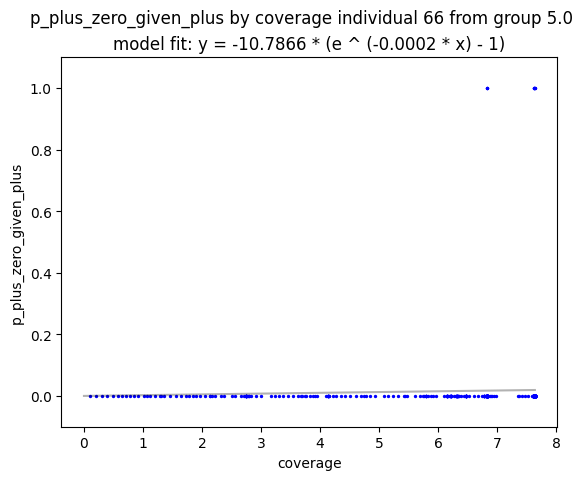 p_plus_zero_given_plus by coverage individual 66 from group 5.0
model fit: y = -10.7866 * (e ^ (-0.0002 * x) - 1)
1.0
0.8
0.6
0.4
0.2
0.0
p_plus_zero_given_plus
0 1 2 3 4 5 6 7 8
coverage